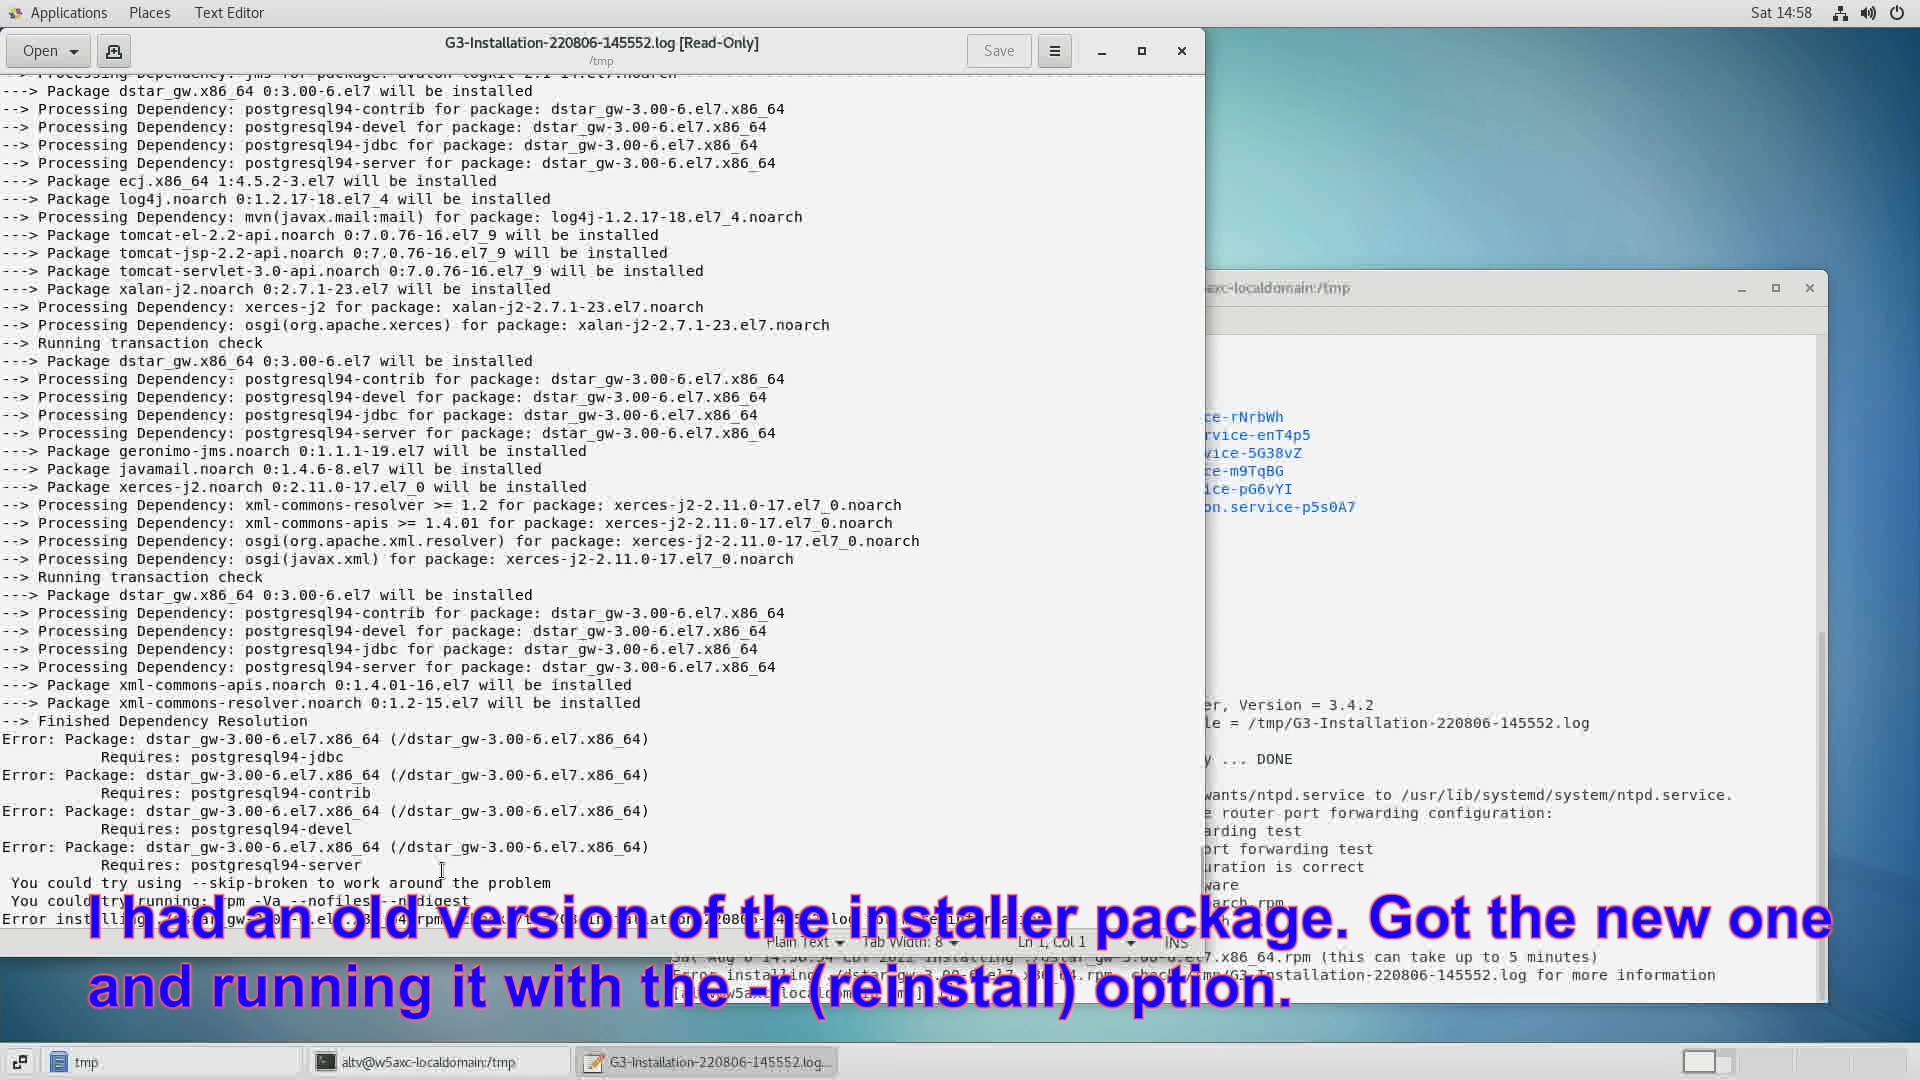 Applications Places Text Editor Sat 14:58
Open G3-Installation-220806-145552.log [Read-Only] Save
/tmp
--> Processing Dependency: jms for package: avalon-logkit-2.1-14.el7.noarch
---> Package dstar_gw.x86_64 0:3.00-6.el7 will be installed
--> Processing Dependency: postgresql94-contrib for package: dstar_gw-3.00-6.el7.x86_64
--> Processing Dependency: postgresql94-devel for package: dstar_gw-3.00-6.el7.x86_64
--> Processing Dependency: postgresql94-jdbc for package: dstar_gw-3.00-6.el7.x86_64
--> Processing Dependency: postgresql94-server for package: dstar_gw-3.00-6.el7.x86_64
---> Package ecj.x86_64 1:4.5.2-3.el7 will be installed
---> Package log4j.noarch 0:1.2.17-18.el7_4 will be installed
--> Processing Dependency: mvn(javax.mail:mail) for package: log4j-1.2.17-18.el7_4.noarch
---> Package tomcat-el-2.2-api.noarch 0:7.0.76-16.el7_9 will be installed
---> Package tomcat-jsp-2.2-api.noarch 0:7.0.76-16.el7_9 will be installed
---> Package tomcat-servlet-3.0-api.noarch 0:7.0.76-16.el7_9 will be installed
---> Package xalan-j2.noarch 0:2.7.1-23.el7 will be installed
--> Processing Dependency: xerces-j2 for package: xalan-j2-2.7.1-23.el7.noarch
--> Processing Dependency: osgi(org.apache.xerces) for package: xalan-j2-2.7.1-23.el7.noarch
--> Running transaction check
---> Package dstar_gw.x86_64 0:3.00-6.el7 will be installed
--> Processing Dependency: postgresql94-contrib for package: dstar_gw-3.00-6.el7.x86_64
--> Processing Dependency: postgresql94-devel for package: dstar_gw-3.00-6.el7.x86_64
--> Processing Dependency: postgresql94-jdbc for package: dstar_gw-3.00-6.el7.x86_64
--> Processing Dependency: postgresql94-server for package: dstar_gw-3.00-6.el7.x86_64
---> Package geronimo-jms.noarch 0:1.1.1-19.el7 will be installed
---> Package javamail.noarch 0:1.4.6-8.el7 will be installed
---> Package xerces-j2.noarch 0:2.11.0-17.el7_0 will be installed
--> Processing Dependency: xml-commons-resolver >= 1.2 for package: xerces-j2-2.11.0-17.el7_0.noarch
--> Processing Dependency: xml-commons-apis >= 1.4.01 for package: xerces-j2-2.11.0-17.el7_0.noarch
--> Processing Dependency: osgi(org.apache.xml.resolver) for package: xerces-j2-2.11.0-17.el7_0.noarch
--> Processing Dependency: osgi(javax.xml) for package: xerces-j2-2.11.0-17.el7_0.noarch
--> Running transaction check
---> Package dstar_gw.x86_64 0:3.00-6.el7 will be installed
--> Processing Dependency: postgresql94-contrib for package: dstar_gw-3.00-6.el7.x86_64
--> Processing Dependency: postgresql94-devel for package: dstar_gw-3.00-6.el7.x86_64
--> Processing Dependency: postgresql94-jdbc for package: dstar_gw-3.00-6.el7.x86_64
--> Processing Dependency: postgresql94-server for package: dstar_gw-3.00-6.el7.x86_64
---> Package xml-commons-apis.noarch 0:1.4.01-16.el7 will be installed
---> Package xml-commons-resolver.noarch 0:1.2-15.el7 will be installed
--> Finished Dependency Resolution
Error: Package: dstar_gw-3.00-6.el7.x86_64 (/dstar_gw-3.00-6.el7.x86_64)
Requires: postgresql94-jdbc
Error: Package: dstar_gw-3.00-6.el7.x86_64 (/dstar_gw-3.00-6.el7.x86_64)
Requires: postgresql94-contrib
Error: Package: dstar_gw-3.00-6.el7.x86_64 (/dstar_gw-3.00-6.el7.x86_64)
Requires: postgresql94-devel
Error: Package: dstar_gw-3.00-6.el7.x86_64 (/dstar_gw-3.00-6.el7.x86_64)
Requires: postgresql94-server
You could try using --skip-broken to work around the problem
You could try running: rpm -Va --nofiles --nodigest
Plain Text Tab Width: 8 Ln 1, Col 1 INS
axc-localdomain:/tmp
ce-rNrbWh
rvice-enT4p5
vice-5G38vZ
ce-m9TqBG
ice-pG6vYI
on.service-p5s0A7
er, Version = 3.4.2
le = /tmp/G3-Installation-220806-145552.log
y ... DONE
wants/ntpd.service to /usr/lib/systemd/system/ntpd.service.
e router port forwarding configuration:
arding test
ort forwarding test
uration is correct
ware
arch.rpm
.x86_64.rpm (this can take up to 5 minutes)
/tmp/G3-Installation-220806-145552.log for more information
I had an old version of the installer package. Got the new one
and running it with the -r (reinstall) option.
tmp altv@w5axc-localdomain:/tmp G3-Installation-220806-145552.log...